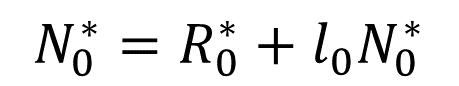 N₀* = R₀* + l₀N₀*